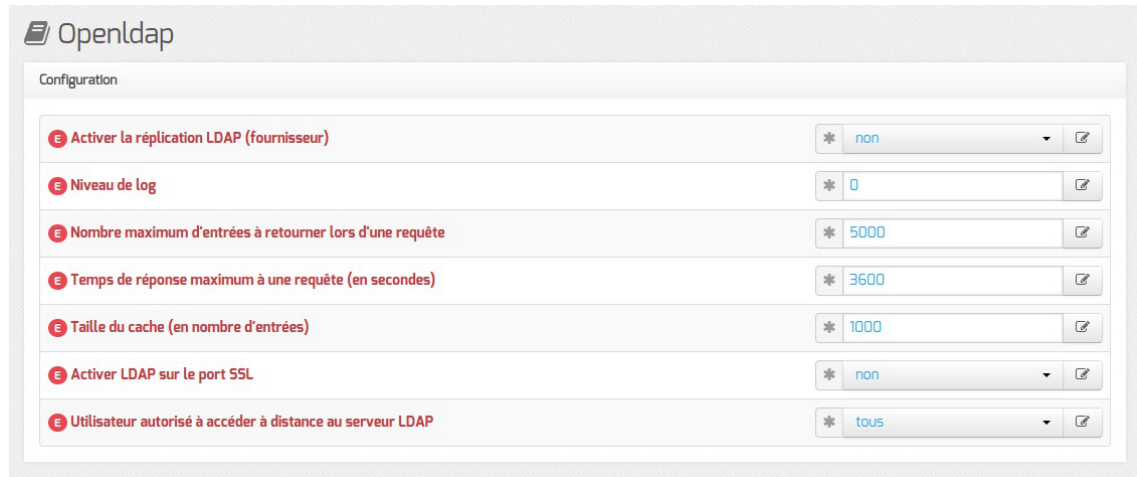 Openldap
Configuration
E Activer la réplication LDAP (fournisseur) non
E Niveau de log 0
E Nombre maximum d'entrées à retourner lors d'une requête 5000
E Temps de réponse maximum à une requête (en secondes) 3600
E Taille du cache (en nombre d'entrées) 1000
E Activer LDAP sur le port SSL non
E Utilisateur autorisé à accéder à distance au serveur LDAP tous